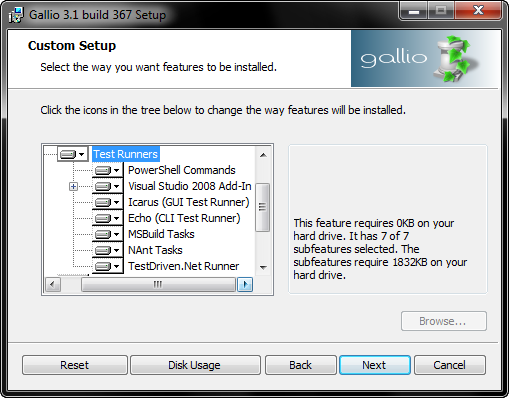 Gallio 3.1 build 367 Setup
Custom Setup
Select the way you want features to be installed.
gallio
Click the icons in the tree below to change the way features will be installed.
Test Runners
PowerShell Commands
Visual Studio 2008 Add-In
Icarus (GUI Test Runner)
Echo (CLI Test Runner)
MSBuild Tasks
NAnt Tasks
TestDriven.Net Runner
This feature requires 0KB on your
hard drive. It has 7 of 7
subfeatures selected. The
subfeatures require 1832KB on your
hard drive.
Browse...
Reset
Disk Usage
Back
Next
Cancel